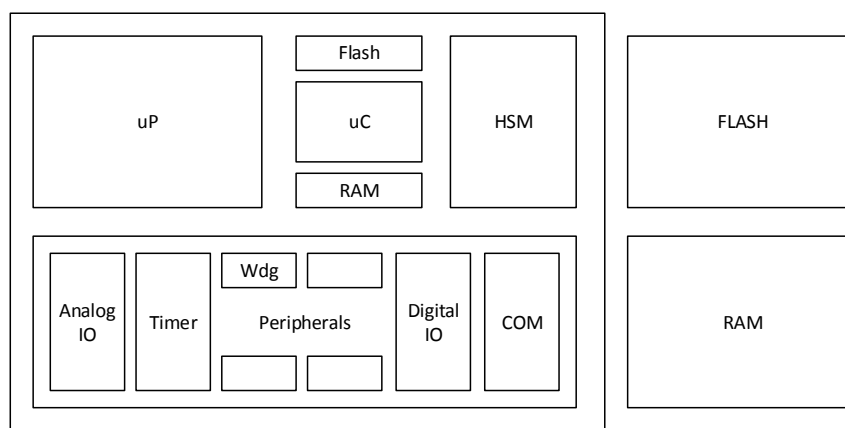 Flash
uP
uC
HSM
FLASH
RAM
Wdg
Analog
IO
Timer
Peripherals
Digital
IO
COM
RAM